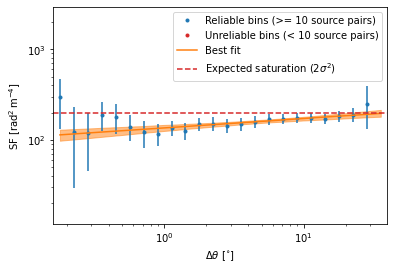 Reliable bins (>= 10 source pairs)
Unreliable bins (< 10 source pairs)
Best fit
Expected saturation (2σ²)
SF [rad² m⁻⁴]
10³
10²
10⁰
10¹
Δθ [°]